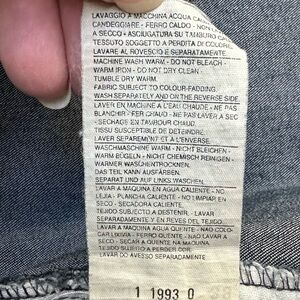 LAVAGGIO A MACCHINA ACQUA CAL
CANDEGGIARE - FERRO CALDO - NON
A SECCO - ASCIUGATURA SU TAMBURO CA
TESSUTO SOGGETTO A PERDITA DI COLORE
LAVARE AL ROVESCIO E SEPARATAMENTE
MACHINE WASH WARM - DO NOT BLEACH -
WARM IRON - DO NOT DRY CLEAN
TUMBLE DRY WARM
FABRIC SUBJECT TO COLOUR-FADDING.
WASH SEPARATELY AND ON THE REVERSE SIDE
LAVER EN MACHINE A L'EAU CHAUDE - NE PAS
BLANCHIR - FER CHAUD - NE PAS LAVER A SEC
- SECHAGE EN TAMBOUR CHAUD.
TISSU SUSCEPTIBLE DE DETEINDRE.
LAVER SEPAREMENT ET A L'ENVERSE.
WASCHMASCHINE WARM - NICHT BLEICHEN -
WARM BÜGELN - NICHT CHEMISCH REINIGEN -
WARMER WASCHENTROCKNEN.
DAS TEIL KANN AUSFÄRBEN.
SEPARAT UND AUF LINKS WASCHEN.
LAVAR A MAQUINA EN AGUA CALIENTE - NO
LEJIA - PLANCHA CALIENTE - NO LIMPIAR EN
SECO - SECADORA CALIENTE.
TEJIDO SUBJECTO A DESTENIR - LAVAR
SEPARADAMENTE Y EN REVES DEL TEJIDO.
LAVAR A MAQUINA AGUA QUENTE - NAO COLO-
CAR LIXIVIA - FERRO QUENTE - NAO LAVAR A
SECO - SECAR A MAQUINA QUENTE
TEJIDO SUJEITO A PERDER A COR
LAVAR DO AVESSO SEPARADAMENTE
1 1993 0